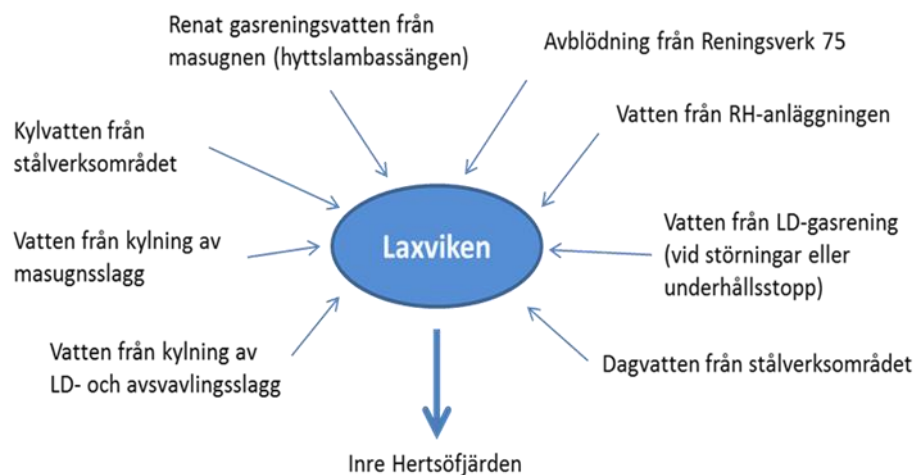 Renat gasreningsvatten från
masugnen (hyttslambassängen)
Avblödning från Reningsverk 75
Kylvatten från
stålverksområdet
Vatten från RH-anläggningen
Vatten från kylning av
masugnsslagg
Laxviken
Vatten från LD-gasrening
(vid störningar eller
underhållsstopp)
Vatten från kylning av
LD- och avsvavlingsslagg
Dagvatten från stålverksområdet
Inre Hertsöfjärden